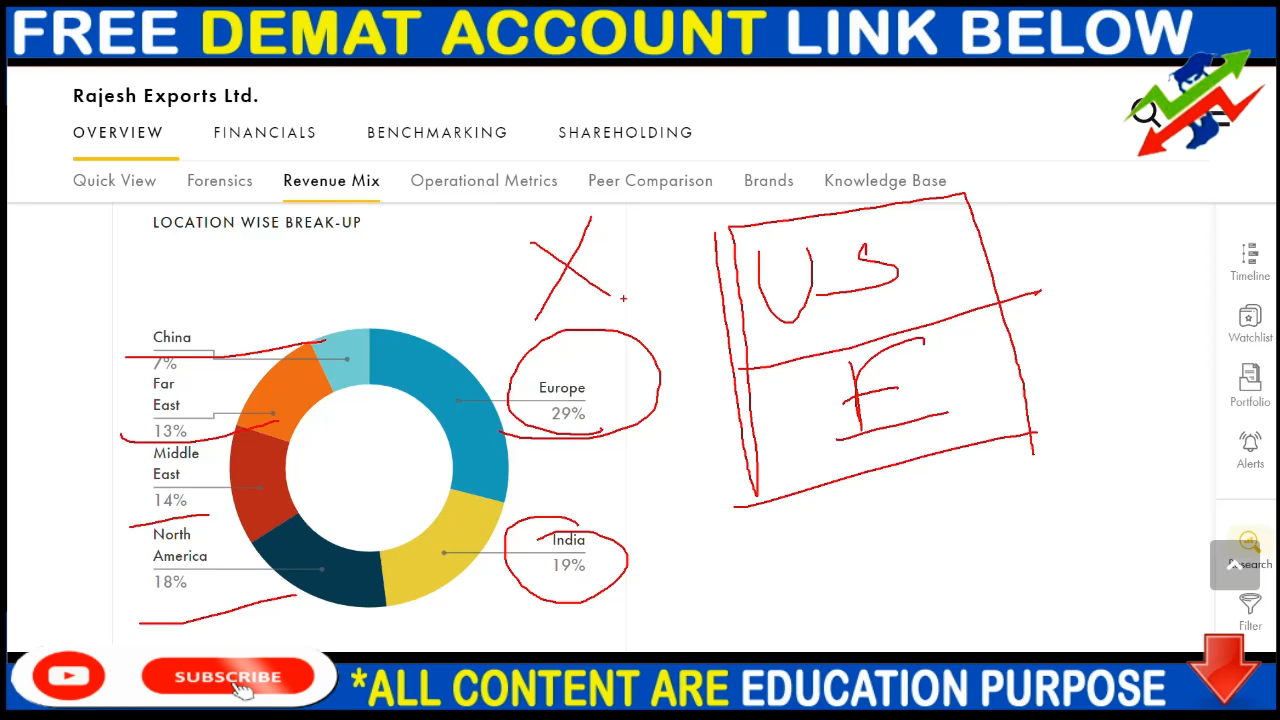 FREE DEMAT ACCOUNT LINK BELOW
Rajesh Exports Ltd.
OVERVIEW FINANCIALS BENCHMARKING SHAREHOLDING
Quick View Forensics Revenue Mix Operational Metrics Peer Comparison Brands Knowledge Base
LOCATION WISE BREAK-UP
China
7%
Far
East
13%
Middle
East
14%
North
America
18%
Europe
29%
India
19%
X
US
E
Timeline
Watchlist
Portfolio
Alerts
Research
Filter
SUBSCRIBE
*ALL CONTENT ARE EDUCATION PURPOSE